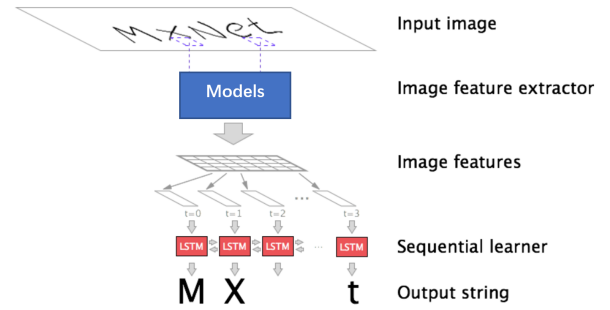 MxNet
Input image
Models
Image feature extractor
Image features
...
t=0 t=1 t=2 t=3
LSTM LSTM LSTM ... LSTM
Sequential learner
M X t
Output string